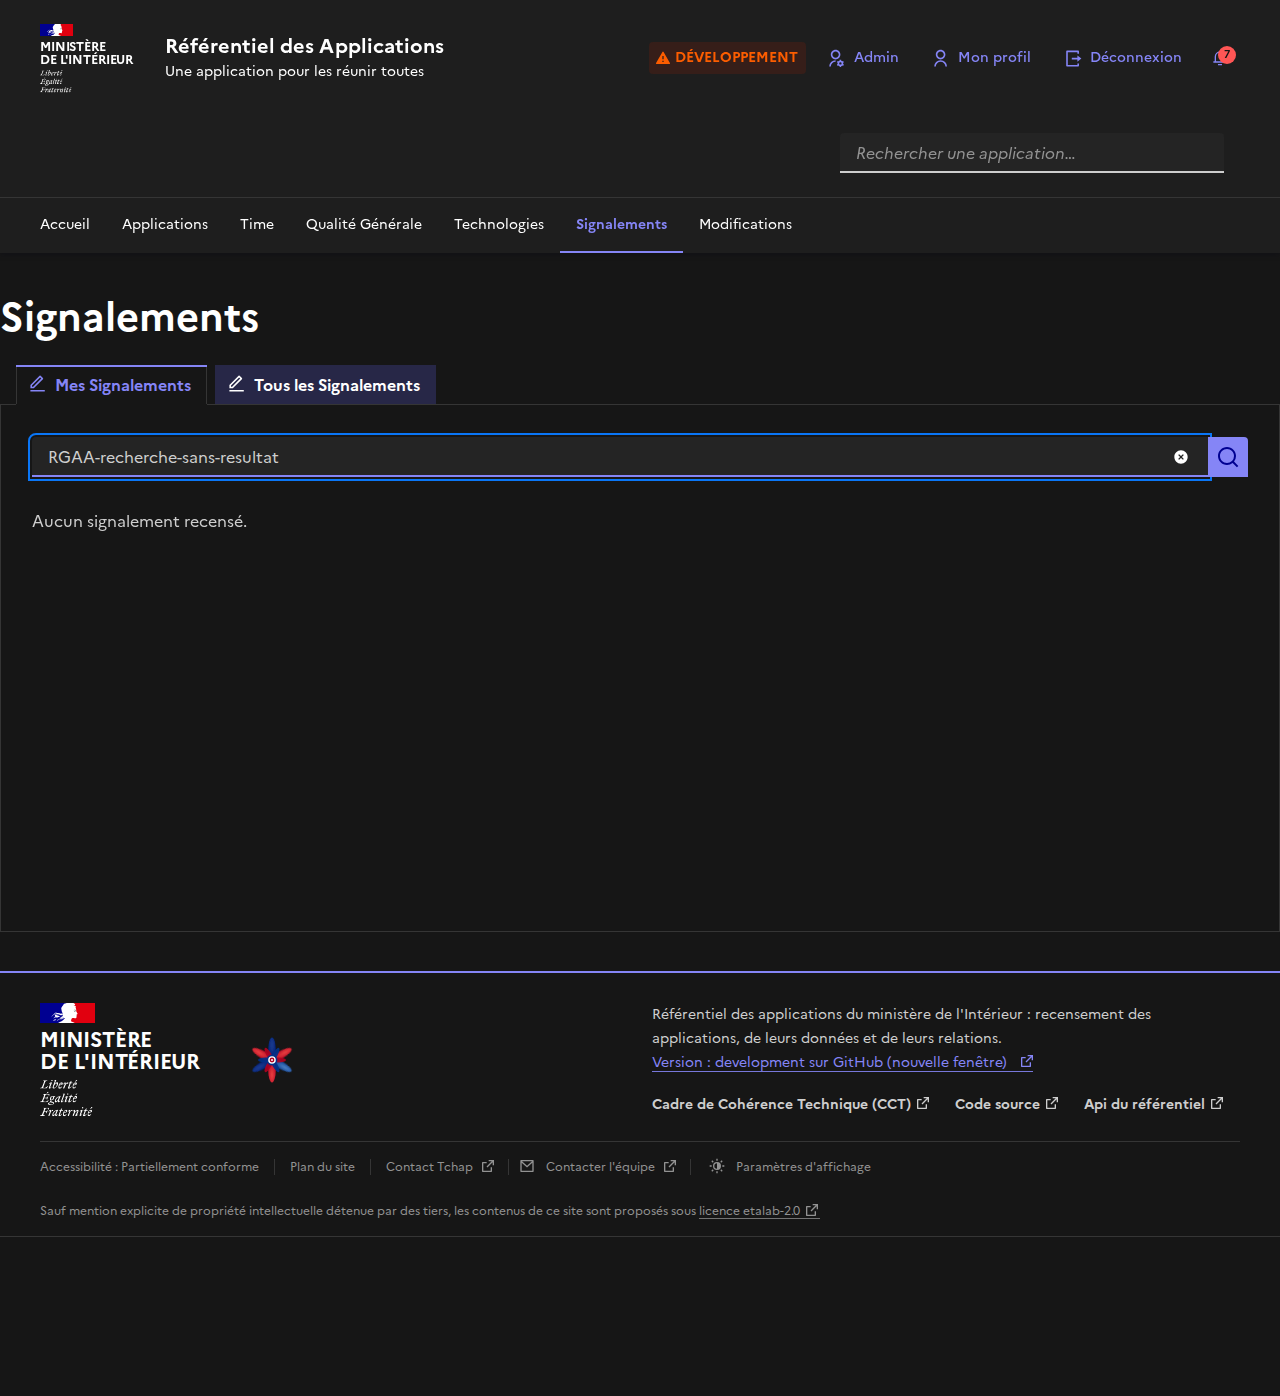 MINISTÈRE
DE L'INTÉRIEUR
Liberté
Égalité
Fraternité
Référentiel des Applications
Une application pour les réunir toutes
DÉVELOPPEMENT
Admin
Mon profil
Déconnexion
7
Rechercher une application…
Accueil
Applications
Time
Qualité Générale
Technologies
Signalements
Modifications
Signalements
Mes Signalements
Tous les Signalements
RGAA-recherche-sans-resultat
Aucun signalement recensé.
MINISTÈRE
DE L'INTÉRIEUR
Liberté
Égalité
Fraternité
Référentiel des applications du ministère de l'Intérieur : recensement des
applications, de leurs données et de leurs relations.
Version : development sur GitHub (nouvelle fenêtre)
Cadre de Cohérence Technique (CCT)
Code source
Api du référentiel
Accessibilité : Partiellement conforme
Plan du site
Contact Tchap
Contacter l'équipe
Paramètres d'affichage
Sauf mention explicite de propriété intellectuelle détenue par des tiers, les contenus de ce site sont proposés sous licence etalab-2.0